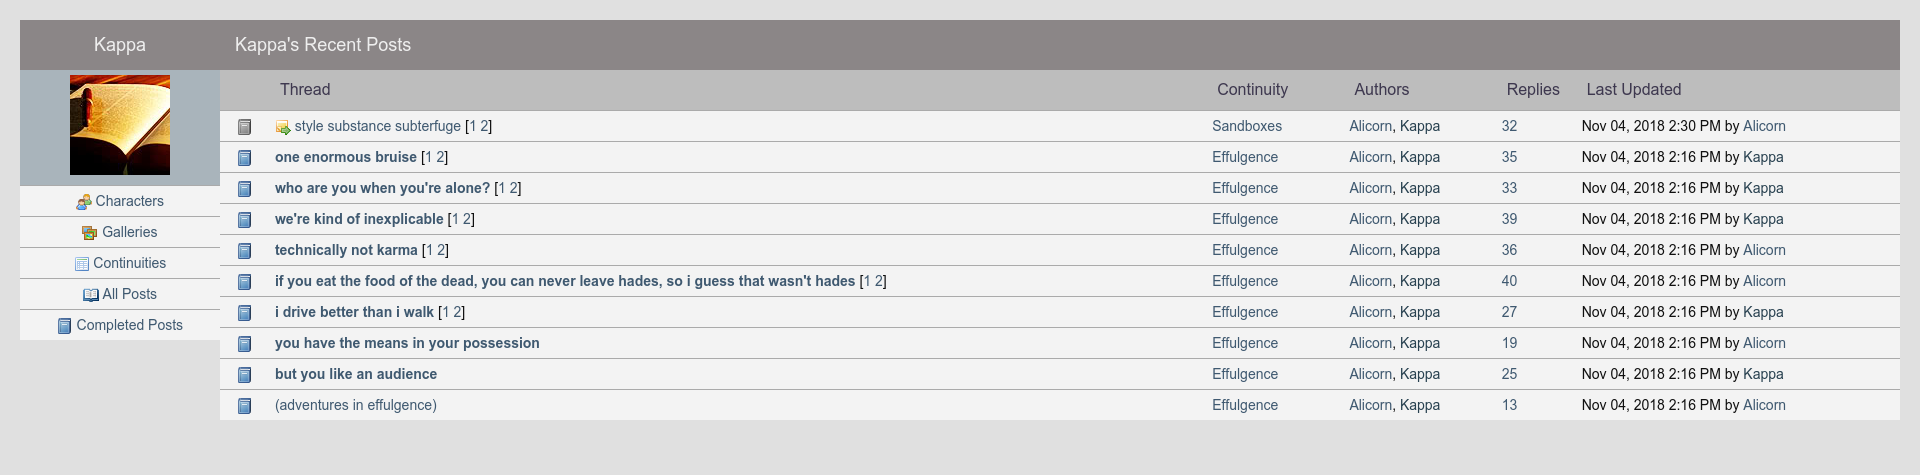 Kappa
Kappa's Recent Posts
Characters
Galleries
Continuities
All Posts
Completed Posts
Thread Continuity Authors Replies Last Updated
style substance subterfuge [1 2] Sandboxes Alicorn, Kappa 32 Nov 04, 2018 2:30 PM by Alicorn
one enormous bruise [1 2] Effulgence Alicorn, Kappa 35 Nov 04, 2018 2:16 PM by Kappa
who are you when you're alone? [1 2] Effulgence Alicorn, Kappa 33 Nov 04, 2018 2:16 PM by Kappa
we're kind of inexplicable [1 2] Effulgence Alicorn, Kappa 39 Nov 04, 2018 2:16 PM by Kappa
technically not karma [1 2] Effulgence Alicorn, Kappa 36 Nov 04, 2018 2:16 PM by Alicorn
if you eat the food of the dead, you can never leave hades, so i guess that wasn't hades [1 2] Effulgence Alicorn, Kappa 40 Nov 04, 2018 2:16 PM by Alicorn
i drive better than i walk [1 2] Effulgence Alicorn, Kappa 27 Nov 04, 2018 2:16 PM by Kappa
you have the means in your possession Effulgence Alicorn, Kappa 19 Nov 04, 2018 2:16 PM by Alicorn
but you like an audience Effulgence Alicorn, Kappa 25 Nov 04, 2018 2:16 PM by Kappa
(adventures in effulgence) Effulgence Alicorn, Kappa 13 Nov 04, 2018 2:16 PM by Alicorn